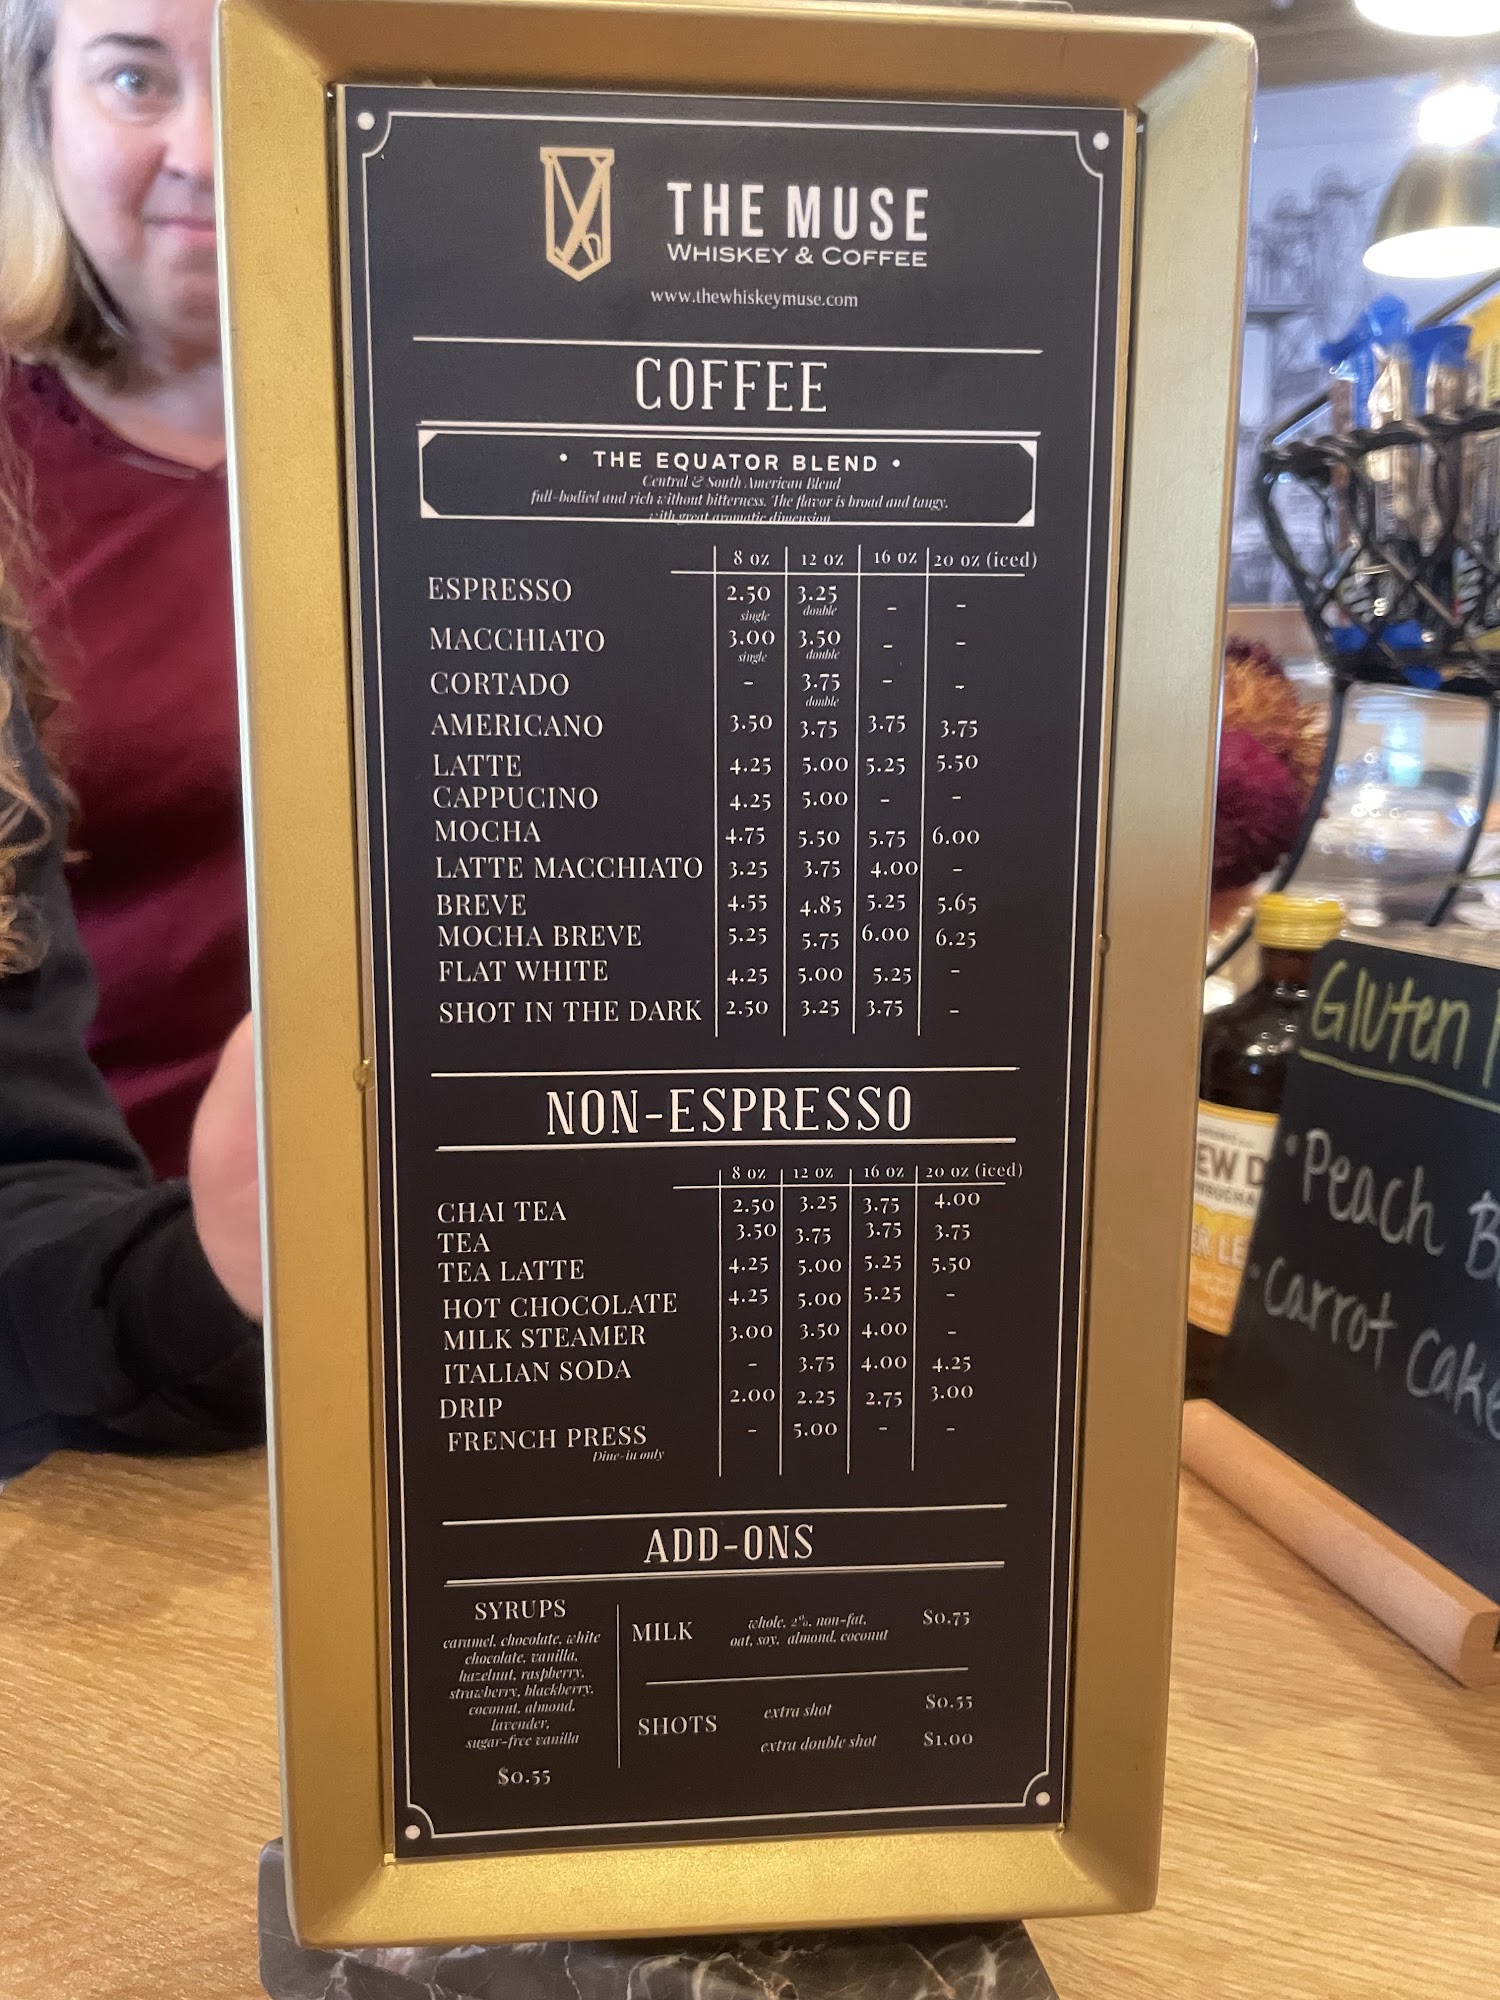 THE MUSE
WHISKEY & COFFEE
www.thewhiskeymuse.com
COFFEE
• THE EQUATOR BLEND •
Central & South American Blend
full-bodied and rich without bitterness. The flavor is broad and tangy.
with great aromatic dimension
8 oz 12 oz 16 oz 20 oz (iced)
ESPRESSO 2.50 3.25 - -
single double
MACCHIATO 3.00 3.50 - -
single double
CORTADO - 3.75 - -
double
AMERICANO 3.50 3.75 3.75 3.75
LATTE 4.25 5.00 5.25 5.50
CAPPUCINO 4.25 5.00 - -
MOCHA 4.75 5.50 5.75 6.00
LATTE MACCHIATO 3.25 3.75 4.00 -
BREVE 4.55 4.85 5.25 5.65
MOCHA BREVE 5.25 5.75 6.00 6.25
FLAT WHITE 4.25 5.00 5.25 -
SHOT IN THE DARK 2.50 3.25 3.75 -
NON-ESPRESSO
8 oz 12 oz 16 oz 20 oz (iced)
CHAI TEA 2.50 3.25 3.75 4.00
TEA 3.50 3.75 3.75 3.75
TEA LATTE 4.25 5.00 5.25 5.50
HOT CHOCOLATE 4.25 5.00 5.25 -
MILK STEAMER 3.00 3.50 4.00 -
ITALIAN SODA - 3.75 4.00 4.25
DRIP 2.00 2.25 2.75 3.00
FRENCH PRESS - 5.00 - -
Dine-in only
ADD-ONS
SYRUPS
caramel, chocolate, white
chocolate, vanilla,
hazelnut, raspberry,
strawberry, blackberry,
coconut, almond,
lavender,
sugar-free vanilla
$0.55
MILK whole, 2%, non-fat, $0.75
oat, soy, almond, coconut
SHOTS extra shot $0.55
extra double shot $1.00
Gluten
• Peach
• Carrot Cake